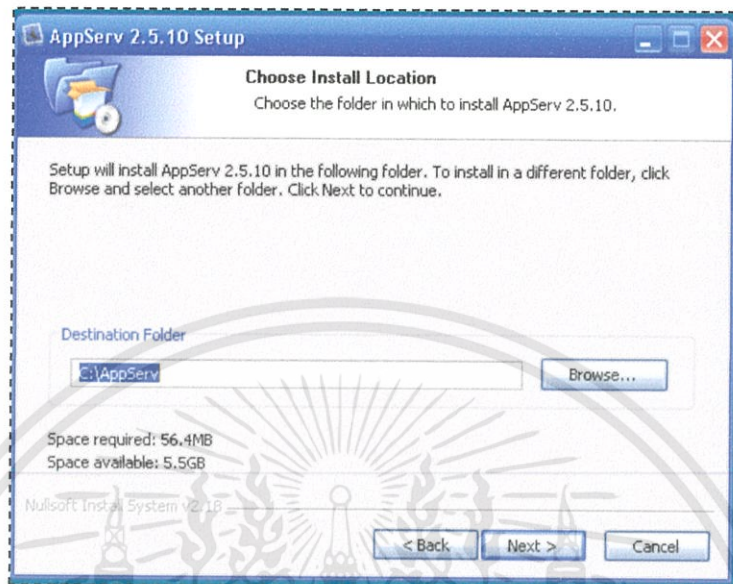 AppServ 2.5.10 Setup
Choose Install Location
Choose the folder in which to install AppServ 2.5.10.
Setup will install AppServ 2.5.10 in the following folder. To install in a different folder, click
Browse and select another folder. Click Next to continue.
Destination Folder
C:\AppServ
Browse...
Space required: 56.4MB
Space available: 5.5GB
Nullsoft Install System v2.18
< Back
Next >
Cancel